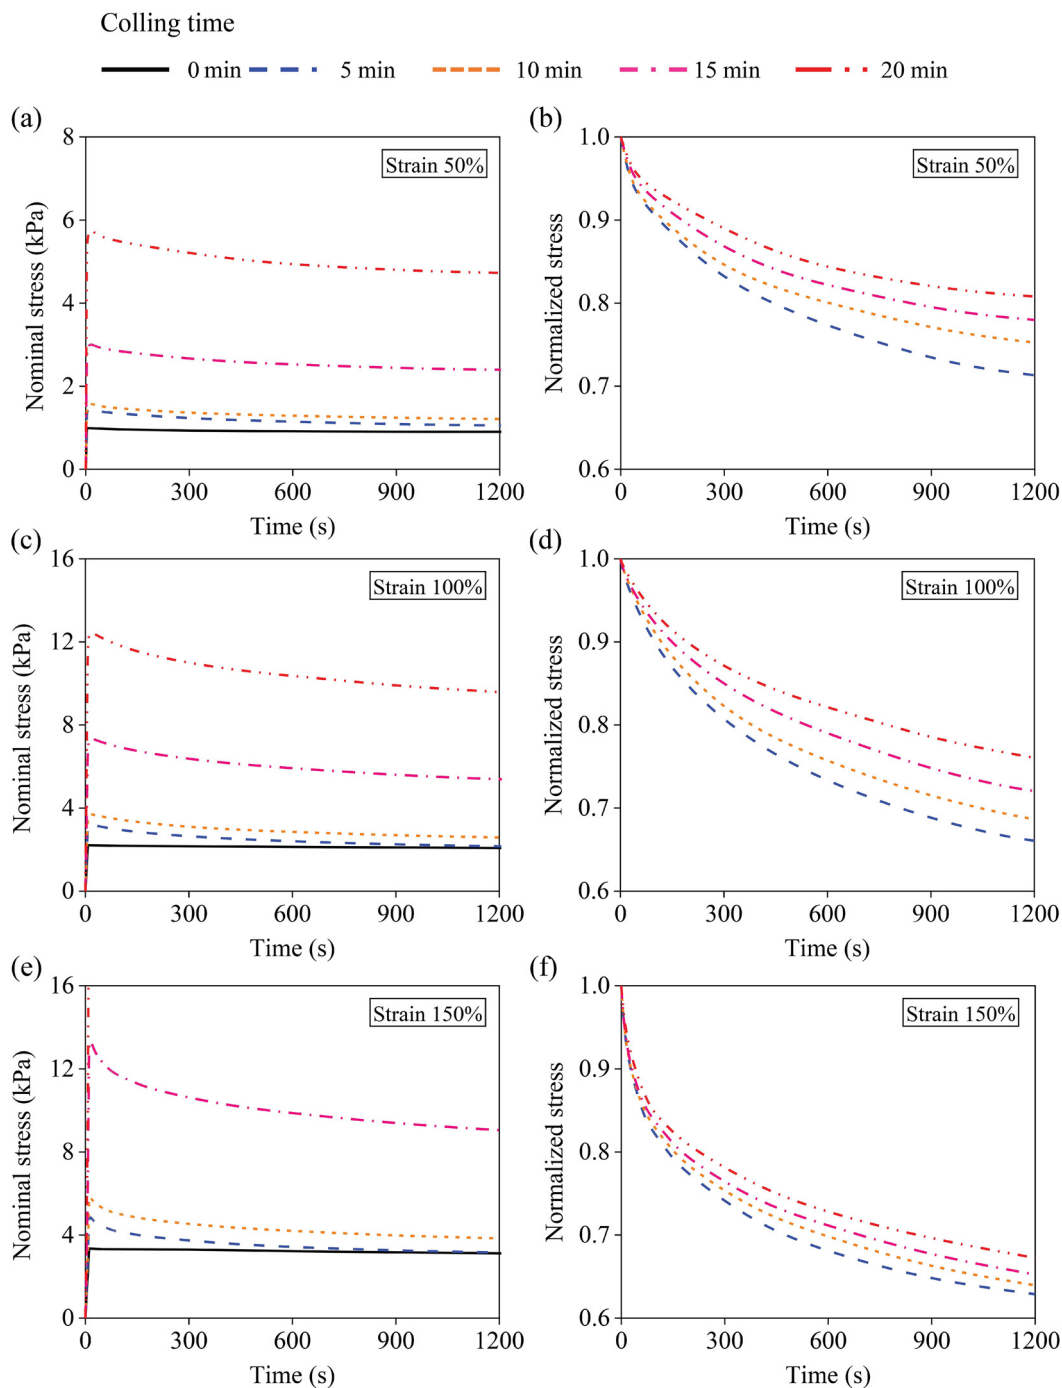 Colling time
0 min 5 min 10 min 15 min 20 min
(a)
8
6
4
2
0
Nominal stress (kPa)
Strain 50%
0 300 600 900 1200
Time (s)
(b)
1.0
0.9
0.8
0.7
0.6
Normalized stress
Strain 50%
0 300 600 900 1200
Time (s)
(c)
16
12
8
4
0
Nominal stress (kPa)
Strain 100%
0 300 600 900 1200
Time (s)
(d)
1.0
0.9
0.8
0.7
0.6
Normalized stress
Strain 100%
0 300 600 900 1200
Time (s)
(e)
16
12
8
4
0
Nominal stress (kPa)
Strain 150%
0 300 600 900 1200
Time (s)
(f)
1.0
0.9
0.8
0.7
0.6
Normalized stress
Strain 150%
0 300 600 900 1200
Time (s)